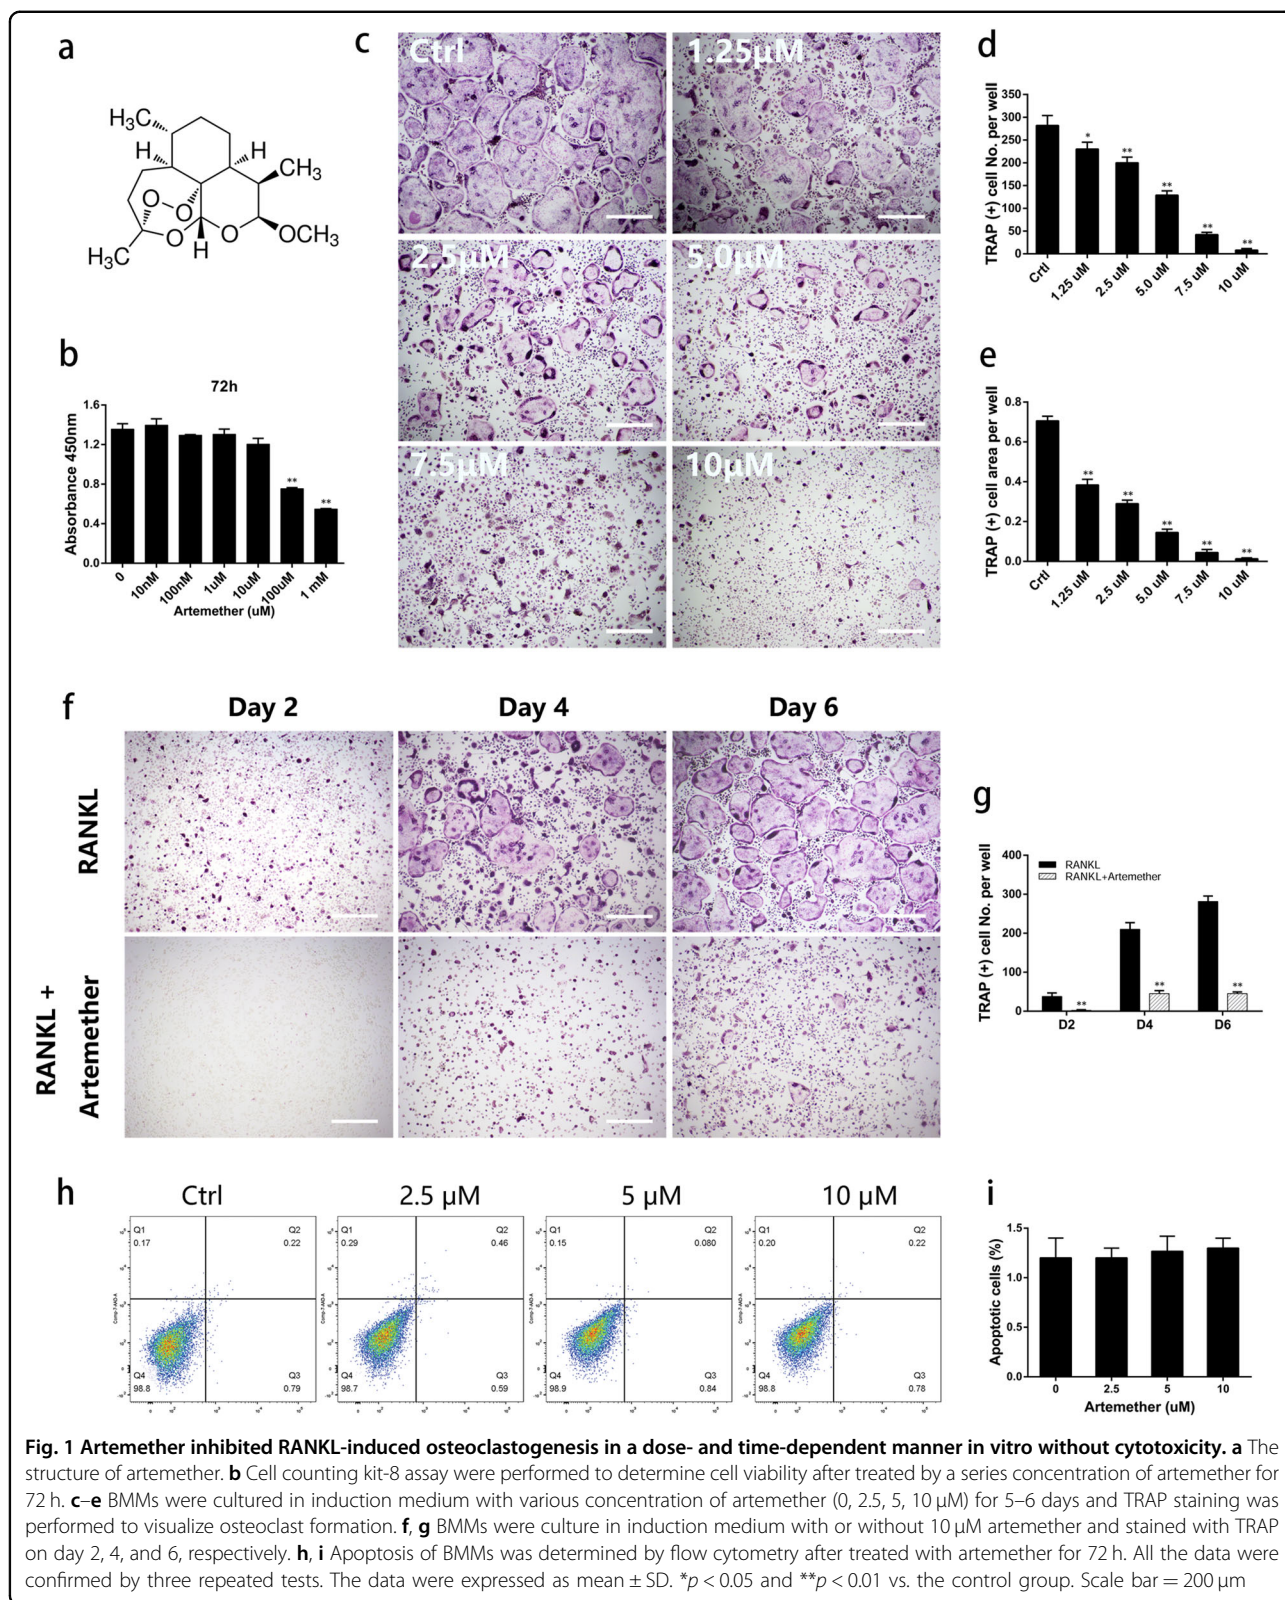 a
H₃C
H
H
CH₃
O
O
O
H
O
OCH₃
H₃C
b
72h
Absorbance 450nm
1.6
1.2
0.8
0.4
0.0
**
**
0
10nM
100nM
1uM
10uM
100uM
1 mM
Artemether (uM)
c
Ctrl
1.25μM
2.5μM
5.0μM
7.5μM
10μM
d
TRAP (+) cell No. per well
350
300
250
200
150
100
50
0
*
**
**
**
**
Crtl
1.25 uM
2.5 uM
5.0 uM
7.5 uM
10 uM
e
TRAP (+) cell area per well
0.8
0.6
0.4
0.2
0.0
**
**
**
**
**
Crtl
1.25 uM
2.5 uM
5.0 uM
7.5 uM
10 uM
f
Day 2
Day 4
Day 6
RANKL
RANKL +
Artemether
g
TRAP (+) cell No. per well
400
300
200
100
0
RANKL
RANKL+Artemether
**
**
**
D2
D4
D6
h
Ctrl
2.5 μM
5 μM
10 μM
Q1
0.17
Q2
0.22
Q4
98.8
Q3
0.79
Q1
0.29
Q2
0.46
Q4
98.7
Q3
0.59
Q1
0.15
Q2
0.080
Q4
98.9
Q3
0.84
Q1
0.20
Q2
0.22
Q4
98.8
Q3
0.78
i
Apoptotic cells (%)
1.5
1.0
0.5
0.0
0
2.5
5
10
Artemether (uM)
Fig. 1 Artemether inhibited RANKL-induced osteoclastogenesis in a dose- and time-dependent manner in vitro without cytotoxicity. a The
structure of artemether. b Cell counting kit-8 assay were performed to determine cell viability after treated by a series concentration of artemether for
72 h. c–e BMMs were cultured in induction medium with various concentration of artemether (0, 2.5, 5, 10 μM) for 5–6 days and TRAP staining was
performed to visualize osteoclast formation. f, g BMMs were culture in induction medium with or without 10 μM artemether and stained with TRAP
on day 2, 4, and 6, respectively. h, i Apoptosis of BMMs was determined by flow cytometry after treated with artemether for 72 h. All the data were
confirmed by three repeated tests. The data were expressed as mean ± SD. *p < 0.05 and **p < 0.01 vs. the control group. Scale bar = 200 μm